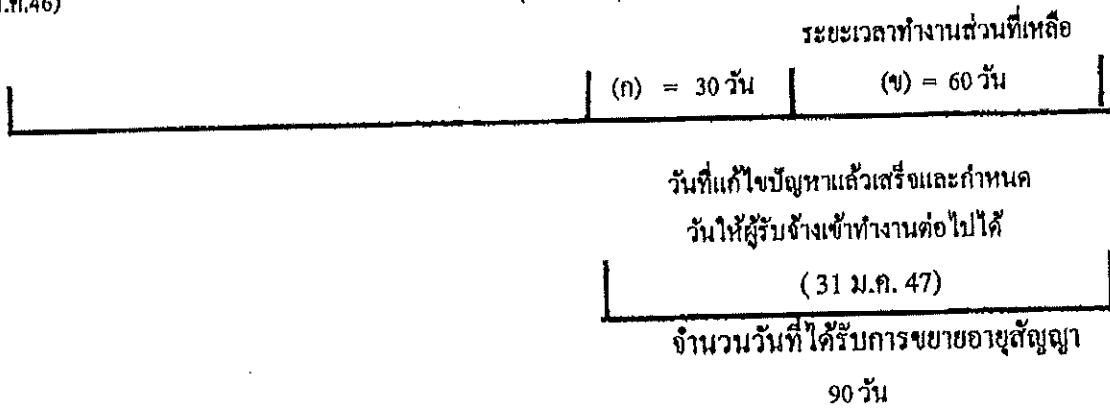 ระยะเวลาทำงานส่วนที่เหลือ
(ก) = 30 วัน (ข) = 60 วัน
วันที่แก้ไขปัญหาแล้วเสร็จและกำหนด
วันให้ผู้รับจ้างเข้าทำงานต่อไปได้
( 31 ม.ค. 47)
จำนวนวันที่ได้รับการขยายอายุสัญญา
90 วัน